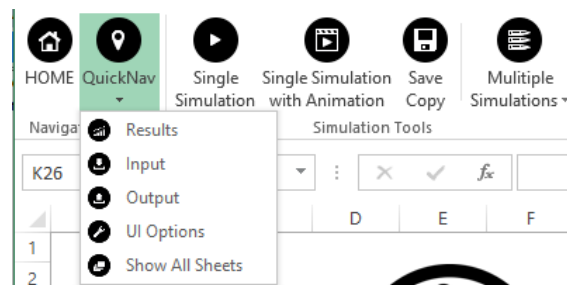 HOME QuickNav Single Simulation Single Simulation with Animation Save Copy Mulitiple Simulations
Simulation Tools
Results
Input
Output
UI Options
Show All Sheets
K26 fx
D E F
1
2